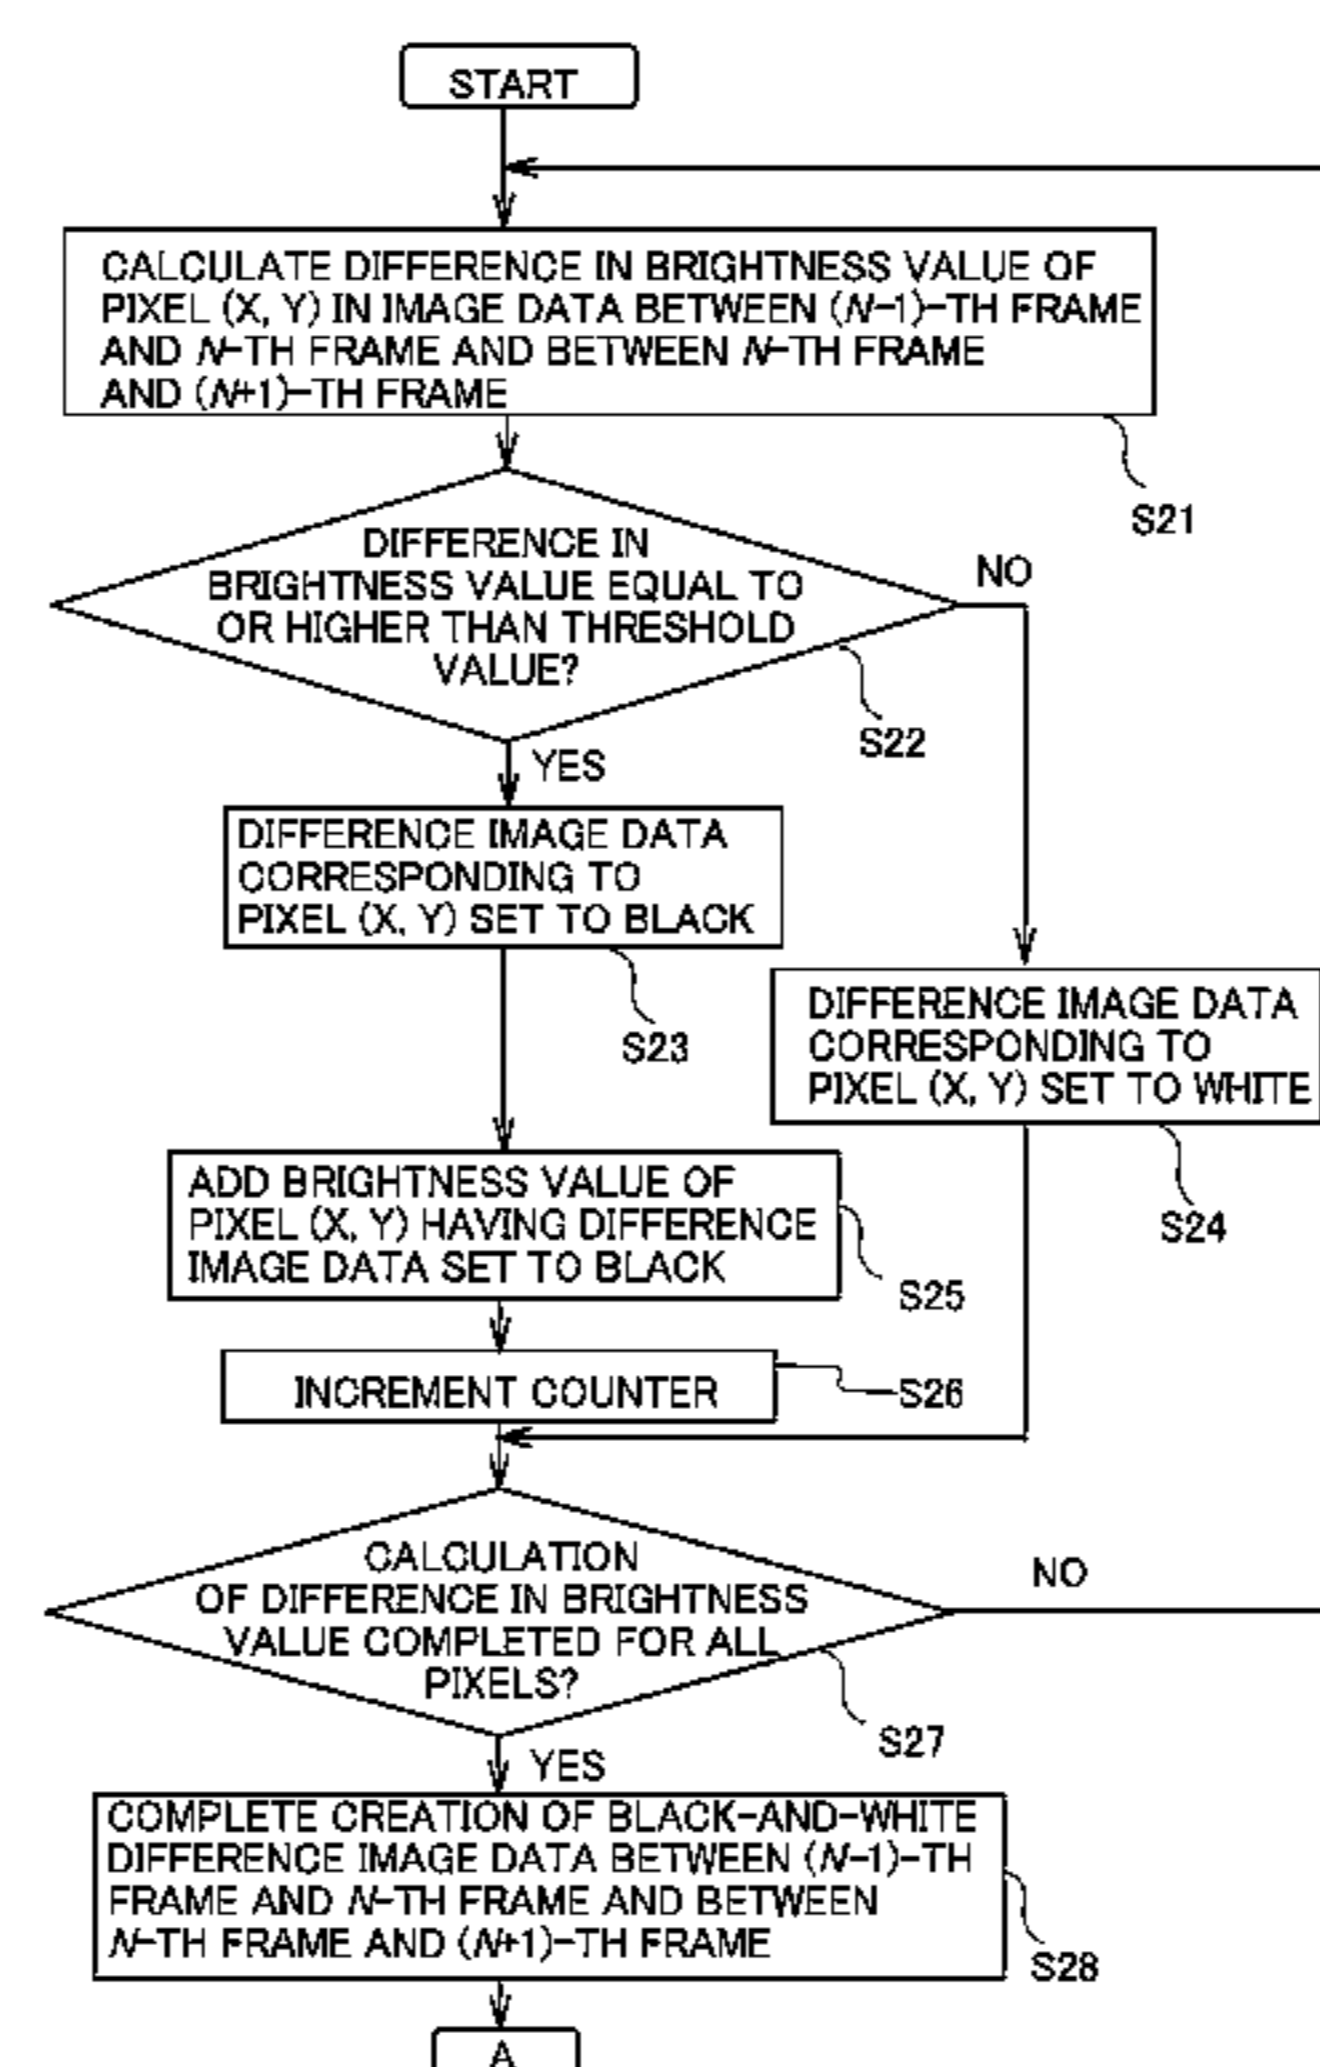 START
CALCULATE DIFFERENCE IN BRIGHTNESS VALUE OF
PIXEL (X, Y) IN IMAGE DATA BETWEEN (N-1)-TH FRAME
AND N-TH FRAME AND BETWEEN N-TH FRAME
AND (N+1)-TH FRAME
S21
DIFFERENCE IN
BRIGHTNESS VALUE EQUAL TO
OR HIGHER THAN THRESHOLD
VALUE?
NO
S22
YES
DIFFERENCE IMAGE DATA
CORRESPONDING TO
PIXEL (X, Y) SET TO BLACK
S23
DIFFERENCE IMAGE DATA
CORRESPONDING TO
PIXEL (X, Y) SET TO WHITE
S24
ADD BRIGHTNESS VALUE OF
PIXEL (X, Y) HAVING DIFFERENCE
IMAGE DATA SET TO BLACK
S25
INCREMENT COUNTER
S26
CALCULATION
OF DIFFERENCE IN BRIGHTNESS
VALUE COMPLETED FOR ALL
PIXELS?
NO
S27
YES
COMPLETE CREATION OF BLACK-AND-WHITE
DIFFERENCE IMAGE DATA BETWEEN (N-1)-TH
FRAME AND N-TH FRAME AND BETWEEN
N-TH FRAME AND (N+1)-TH FRAME
S28
A